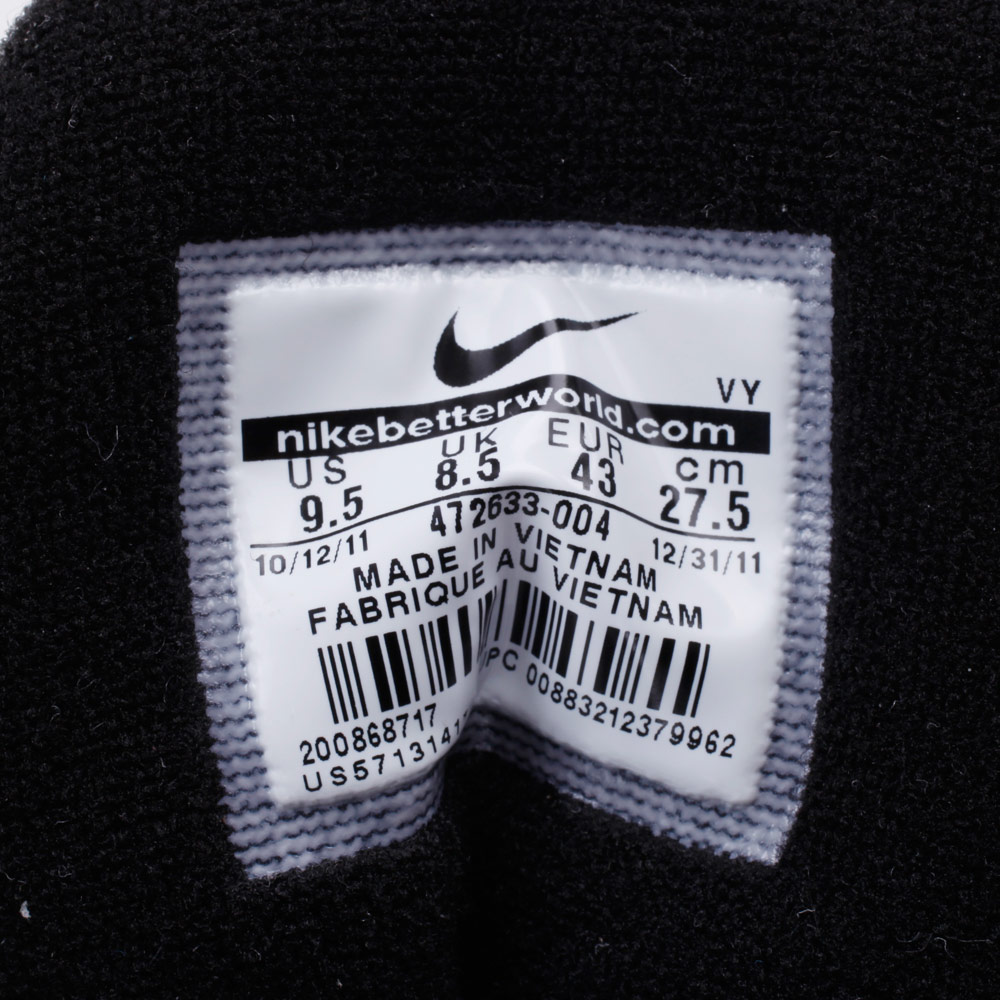 VY
nikebetterworld.com
US UK EUR cm
9.5 8.5 43 27.5
472633-004
10/12/11 12/31/11
MADE IN VIETNAM
FABRIQUE AU VIETNAM
200868717 PC 00883212379962